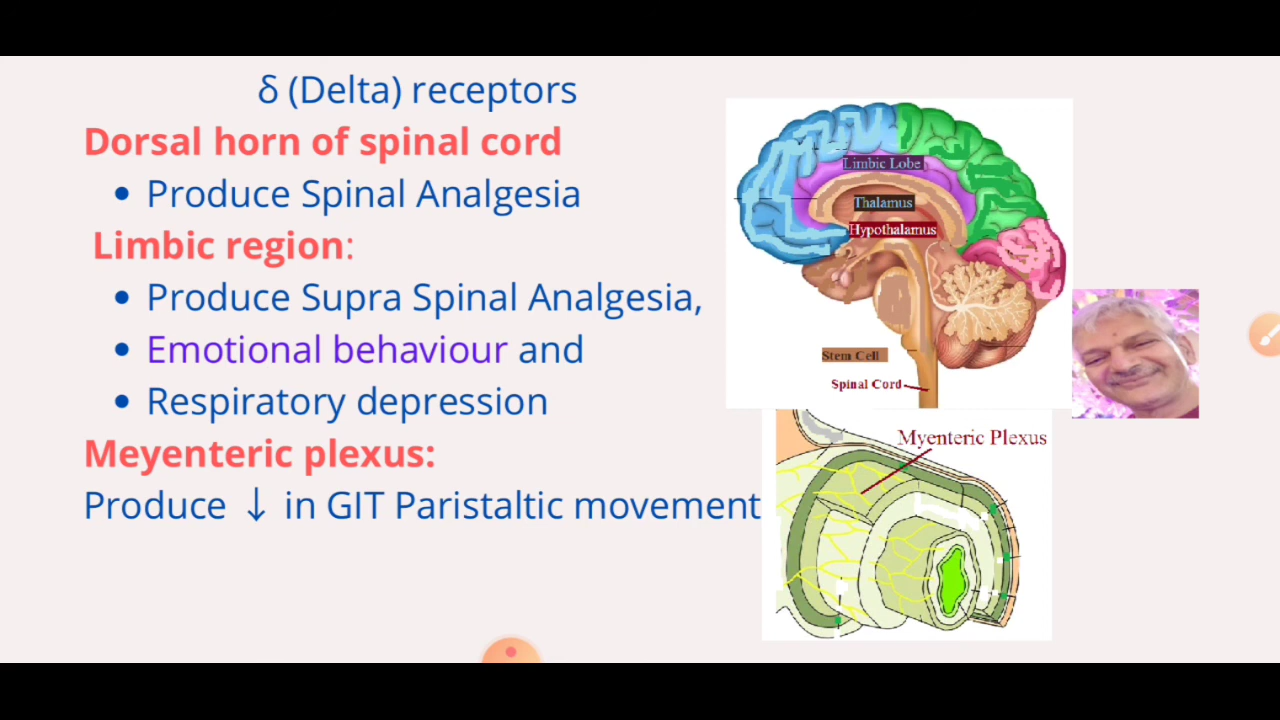 δ (Delta) receptors
Dorsal horn of spinal cord
• Produce Spinal Analgesia
Limbic region:
• Produce Supra Spinal Analgesia,
• Emotional behaviour and
• Respiratory depression
Meyenteric plexus:
Produce ↓ in GIT Paristaltic movement
Limbic Lobe
Thalamus
Hypothalamus
Stem Cell
Spinal Cord
Myenteric Plexus